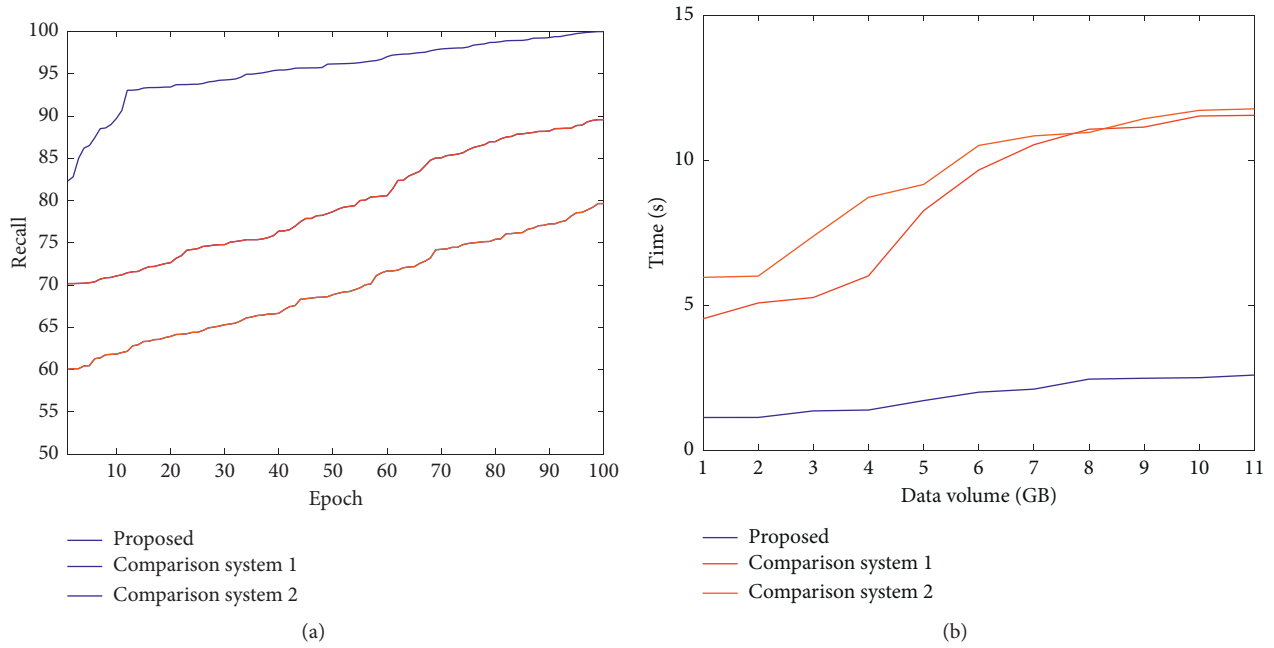 100
95
90
85
80
75
70
65
60
55
50
Recall
10 20 30 40 50 60 70 80 90 100
Epoch
Proposed
Comparison system 1
Comparison system 2
(a)
15
10
5
0
Time (s)
1 2 3 4 5 6 7 8 9 10 11
Data volume (GB)
Proposed
Comparison system 1
Comparison system 2
(b)